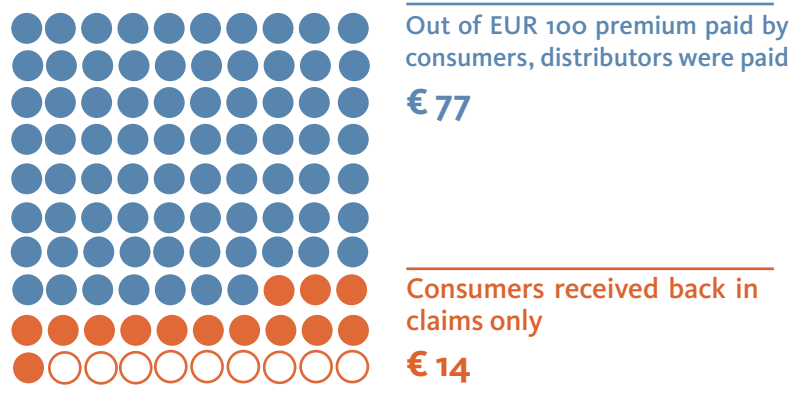 Out of EUR 100 premium paid by
consumers, distributors were paid
€ 77
Consumers received back in
claims only
€ 14